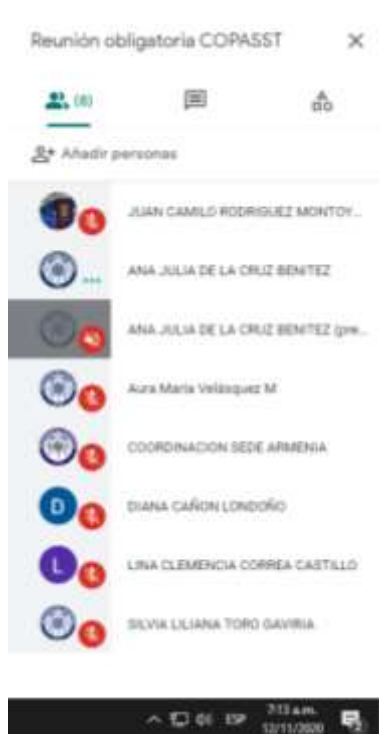 Reunión obligatoria COPASST
(8)
Añadir personas
JUAN CAMILO RODRIGUEZ MONTOY...
ANA JULIA DE LA CRUZ BENITEZ
ANA JULIA DE LA CRUZ BENITEZ (pre...
Aura Maria Velásquez M
COORDINACION SEDE ARMENIA
D
DIANA CAÑON LONDOÑO
L
LINA CLEMENCIA CORREA CASTILLO
SILVIA LILIANA TORO GAVIRIA
ESP
7:13 a.m.
12/11/2020
2